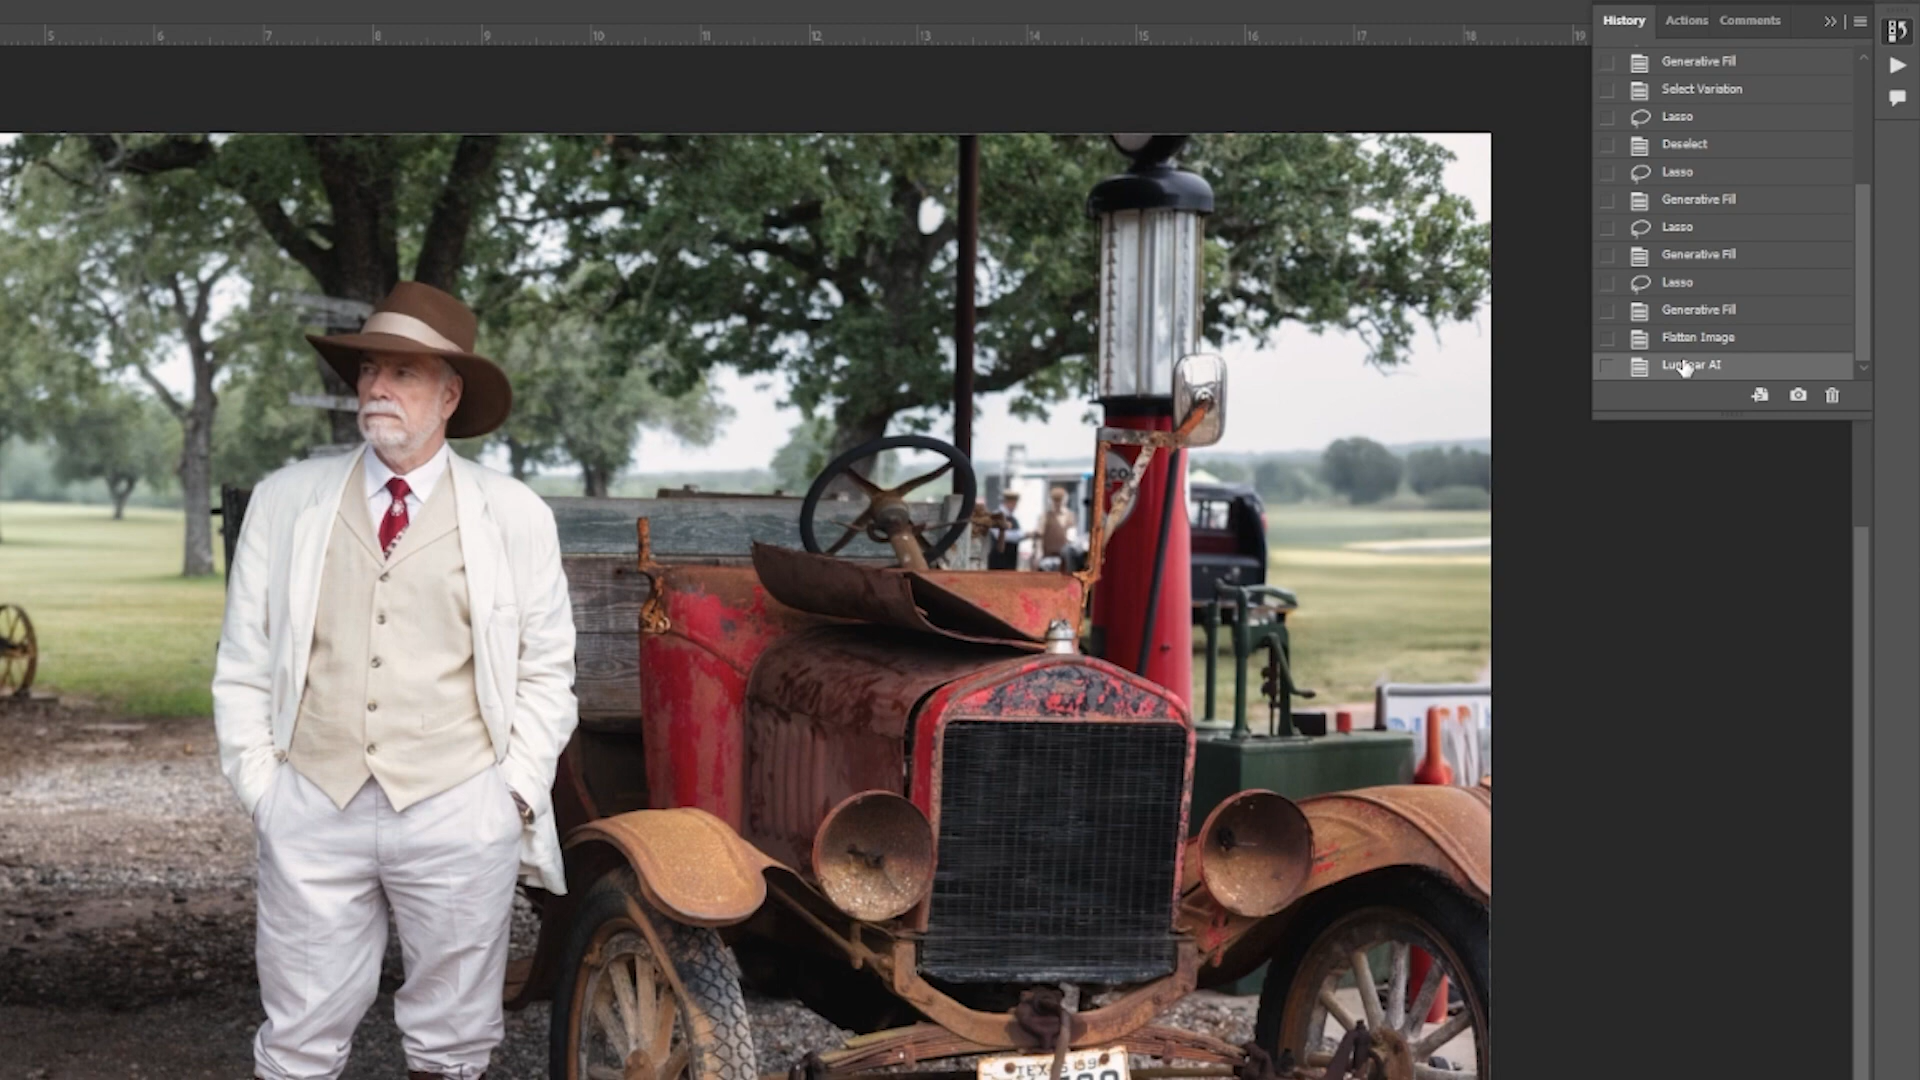 History Actions Comments
5 6 7 8 9 10 11 12 13 14 15 16 17 18 19
Generative Fill
Select Variation
Lasso
Deselect
Lasso
Generative Fill
Lasso
Generative Fill
Lasso
Generative Fill
Flatten Image
AI
TEXAS